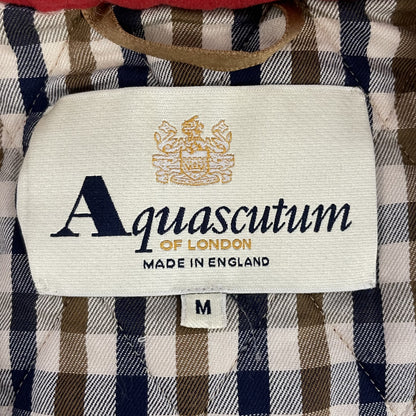 Aquascutum
OF LONDON
MADE IN ENGLAND
M